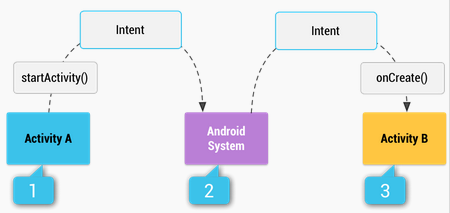 Intent
Intent
startActivity()
onCreate()
Activity A
Android
System
Activity B
1
2
3